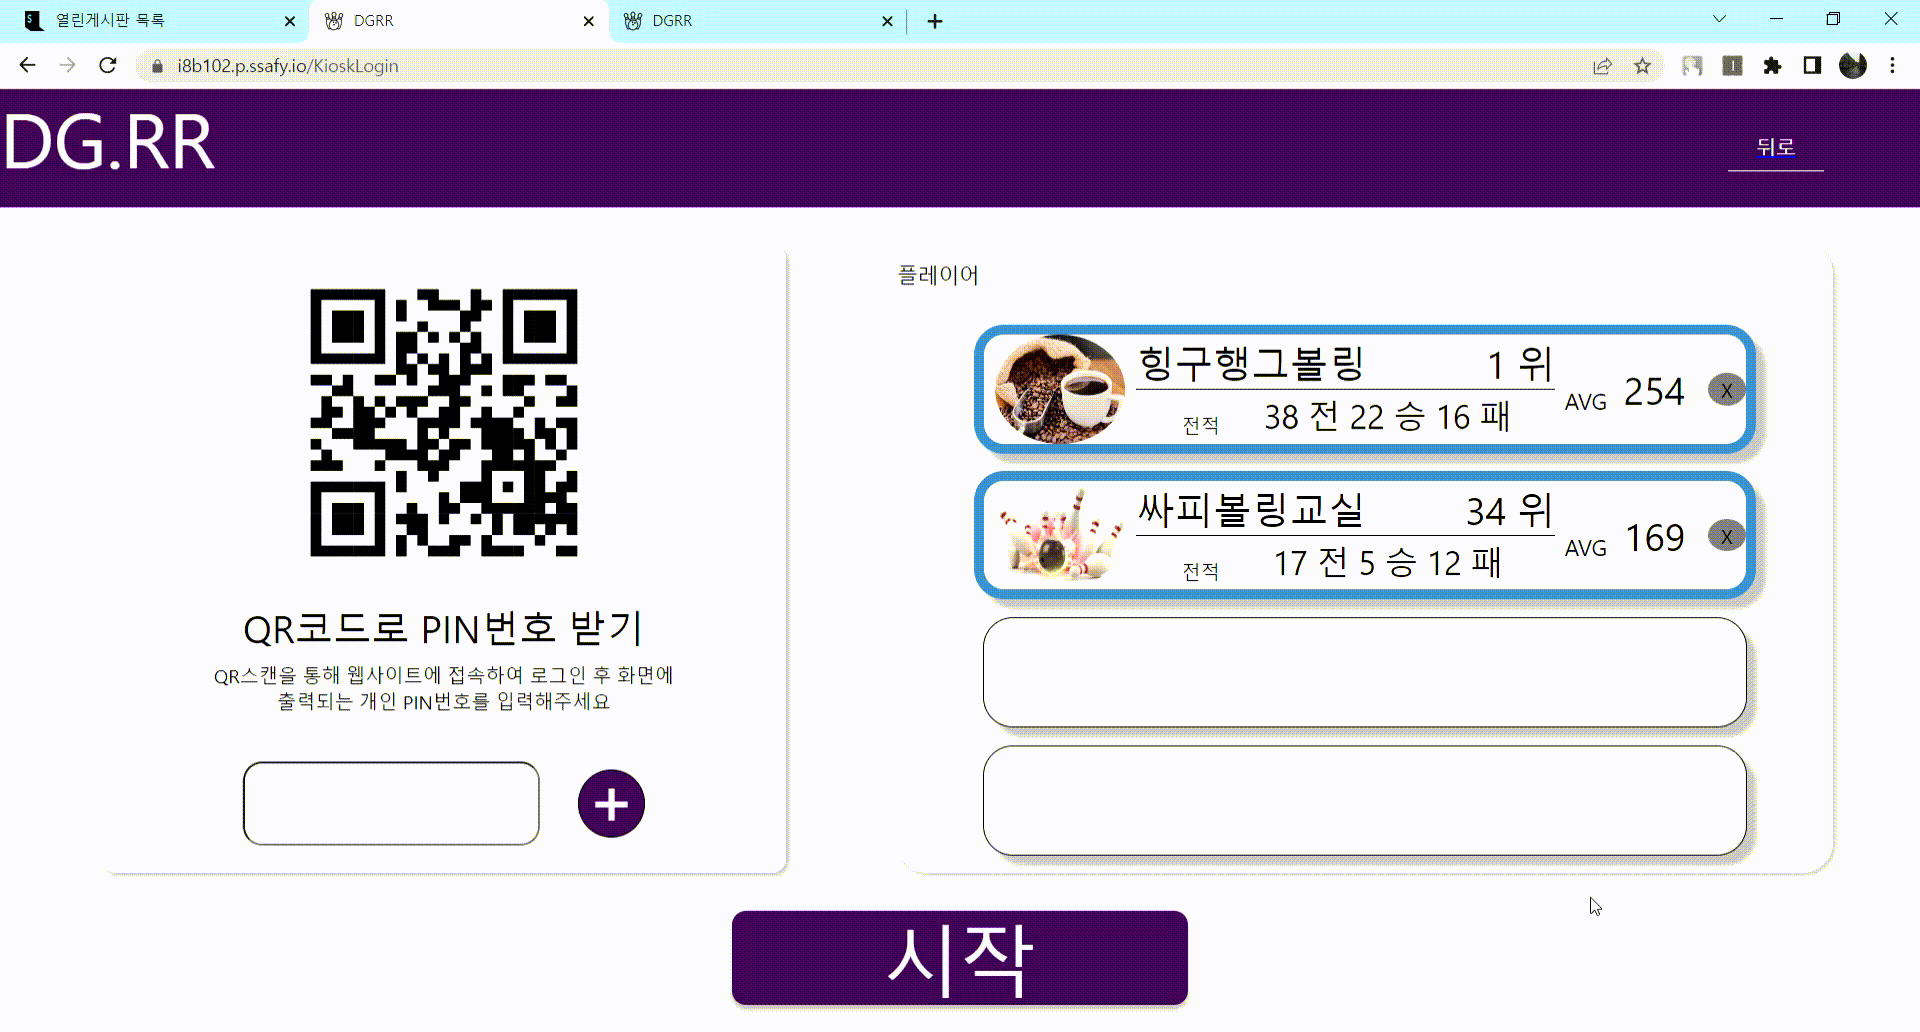 열린게시판 목록
DGRR
DGRR
i8b102.p.ssafy.io/KioskLogin
DG.RR
뒤로
QR코드로 PIN번호 받기
QR스캔을 통해 웹사이트에 접속하여 로그인 후 화면에
출력되는 개인 PIN번호를 입력해주세요
+
플레이어
힝구행그볼링 1 위
전적 38 전 22 승 16 패
AVG 254 X
싸피볼링교실 34 위
전적 17 전 5 승 12 패
AVG 169 X
시작